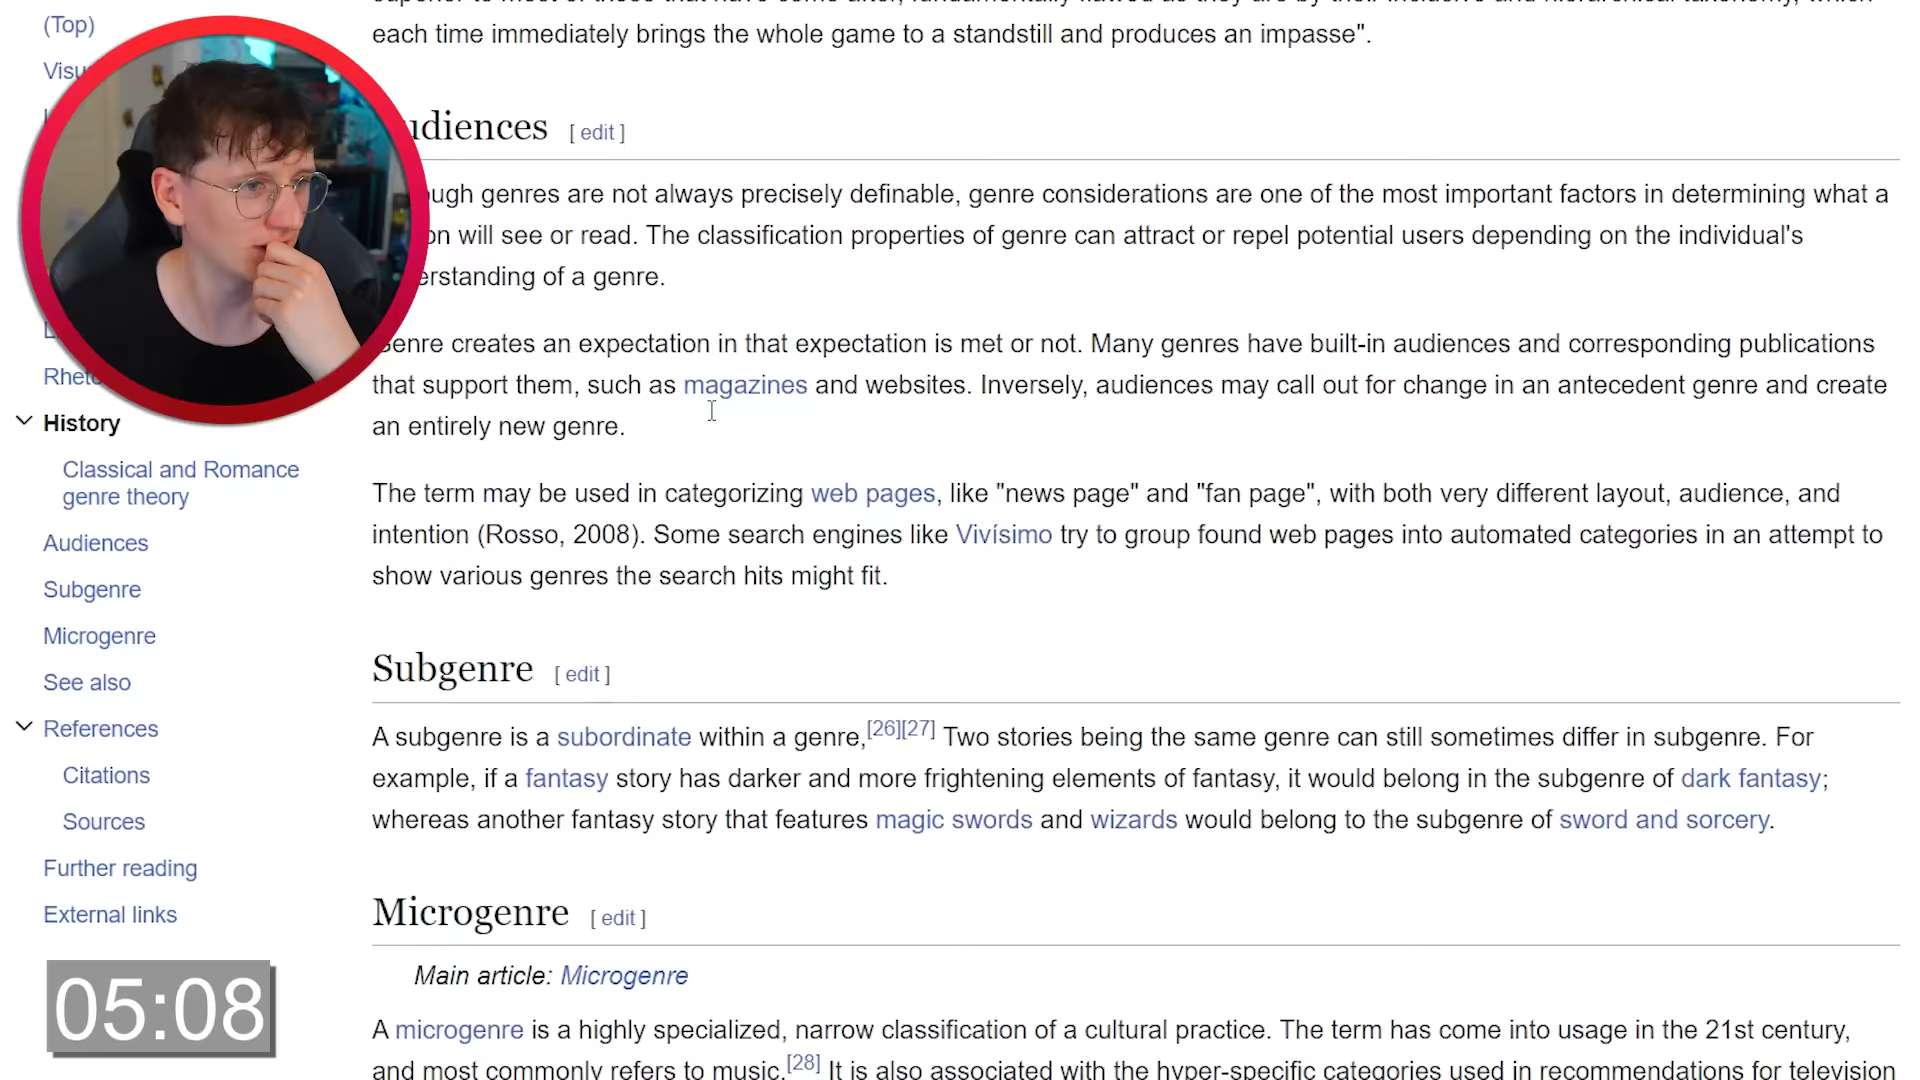 (Top)
each time immediately brings the whole game to a standstill and produces an impasse".
udiences [ edit ]
ugh genres are not always precisely definable, genre considerations are one of the most important factors in determining what a
on will see or read. The classification properties of genre can attract or repel potential users depending on the individual's
erstanding of a genre.
Genre creates an expectation in that expectation is met or not. Many genres have built-in audiences and corresponding publications
that support them, such as magazines and websites. Inversely, audiences may call out for change in an antecedent genre and create
an entirely new genre.
The term may be used in categorizing web pages, like "news page" and "fan page", with both very different layout, audience, and
intention (Rosso, 2008). Some search engines like Vivísimo try to group found web pages into automated categories in an attempt to
show various genres the search hits might fit.
Subgenre [ edit ]
A subgenre is a subordinate within a genre,[26][27] Two stories being the same genre can still sometimes differ in subgenre. For
example, if a fantasy story has darker and more frightening elements of fantasy, it would belong in the subgenre of dark fantasy;
whereas another fantasy story that features magic swords and wizards would belong to the subgenre of sword and sorcery.
Microgenre [ edit ]
Main article: Microgenre
A microgenre is a highly specialized, narrow classification of a cultural practice. The term has come into usage in the 21st century,
and most commonly refers to music.[28] It is also associated with the hyper-specific categories used in recommendations for television
Visu
Rheto
History
Classical and Romance
genre theory
Audiences
Subgenre
Microgenre
See also
References
Citations
Sources
Further reading
External links
05:08